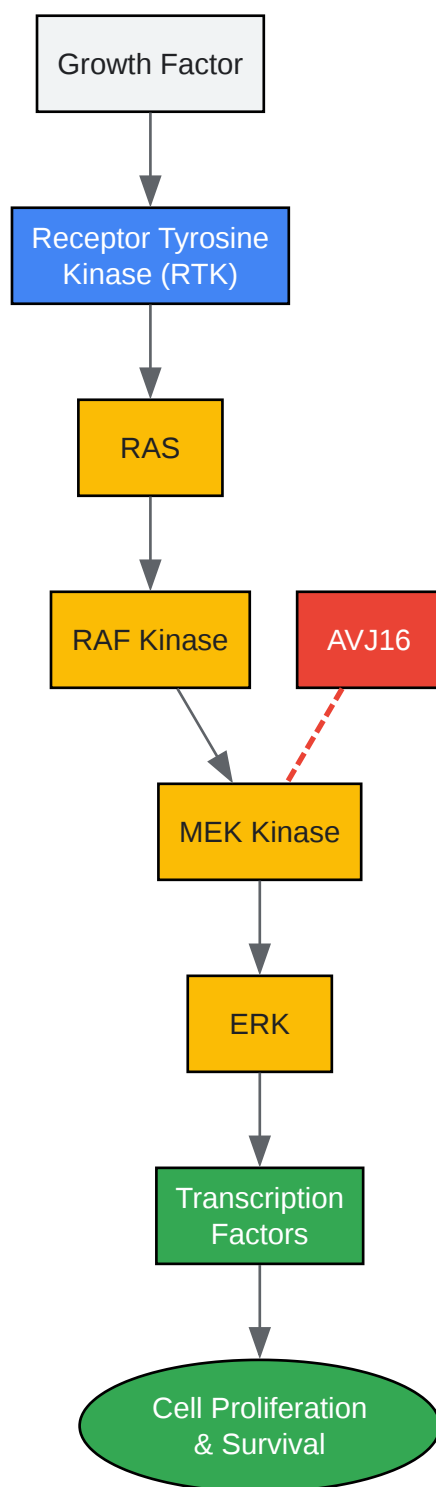 Growth Factor
Receptor Tyrosine
Kinase (RTK)
RAS
RAF Kinase
AVJ16
MEK Kinase
ERK
Transcription
Factors
Cell Proliferation
& Survival